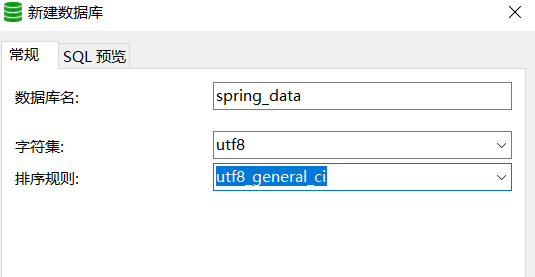 新建数据库
常规 SQL 预览
数据库名: spring_data
字符集: utf8
排序规则: utf8_general_ci